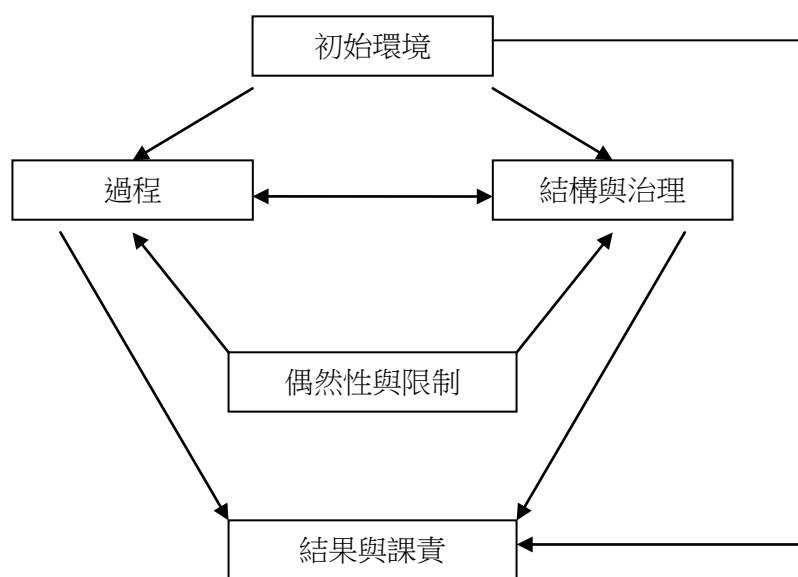 初始環境
過程
結構與治理
偶然性與限制
結果與課責